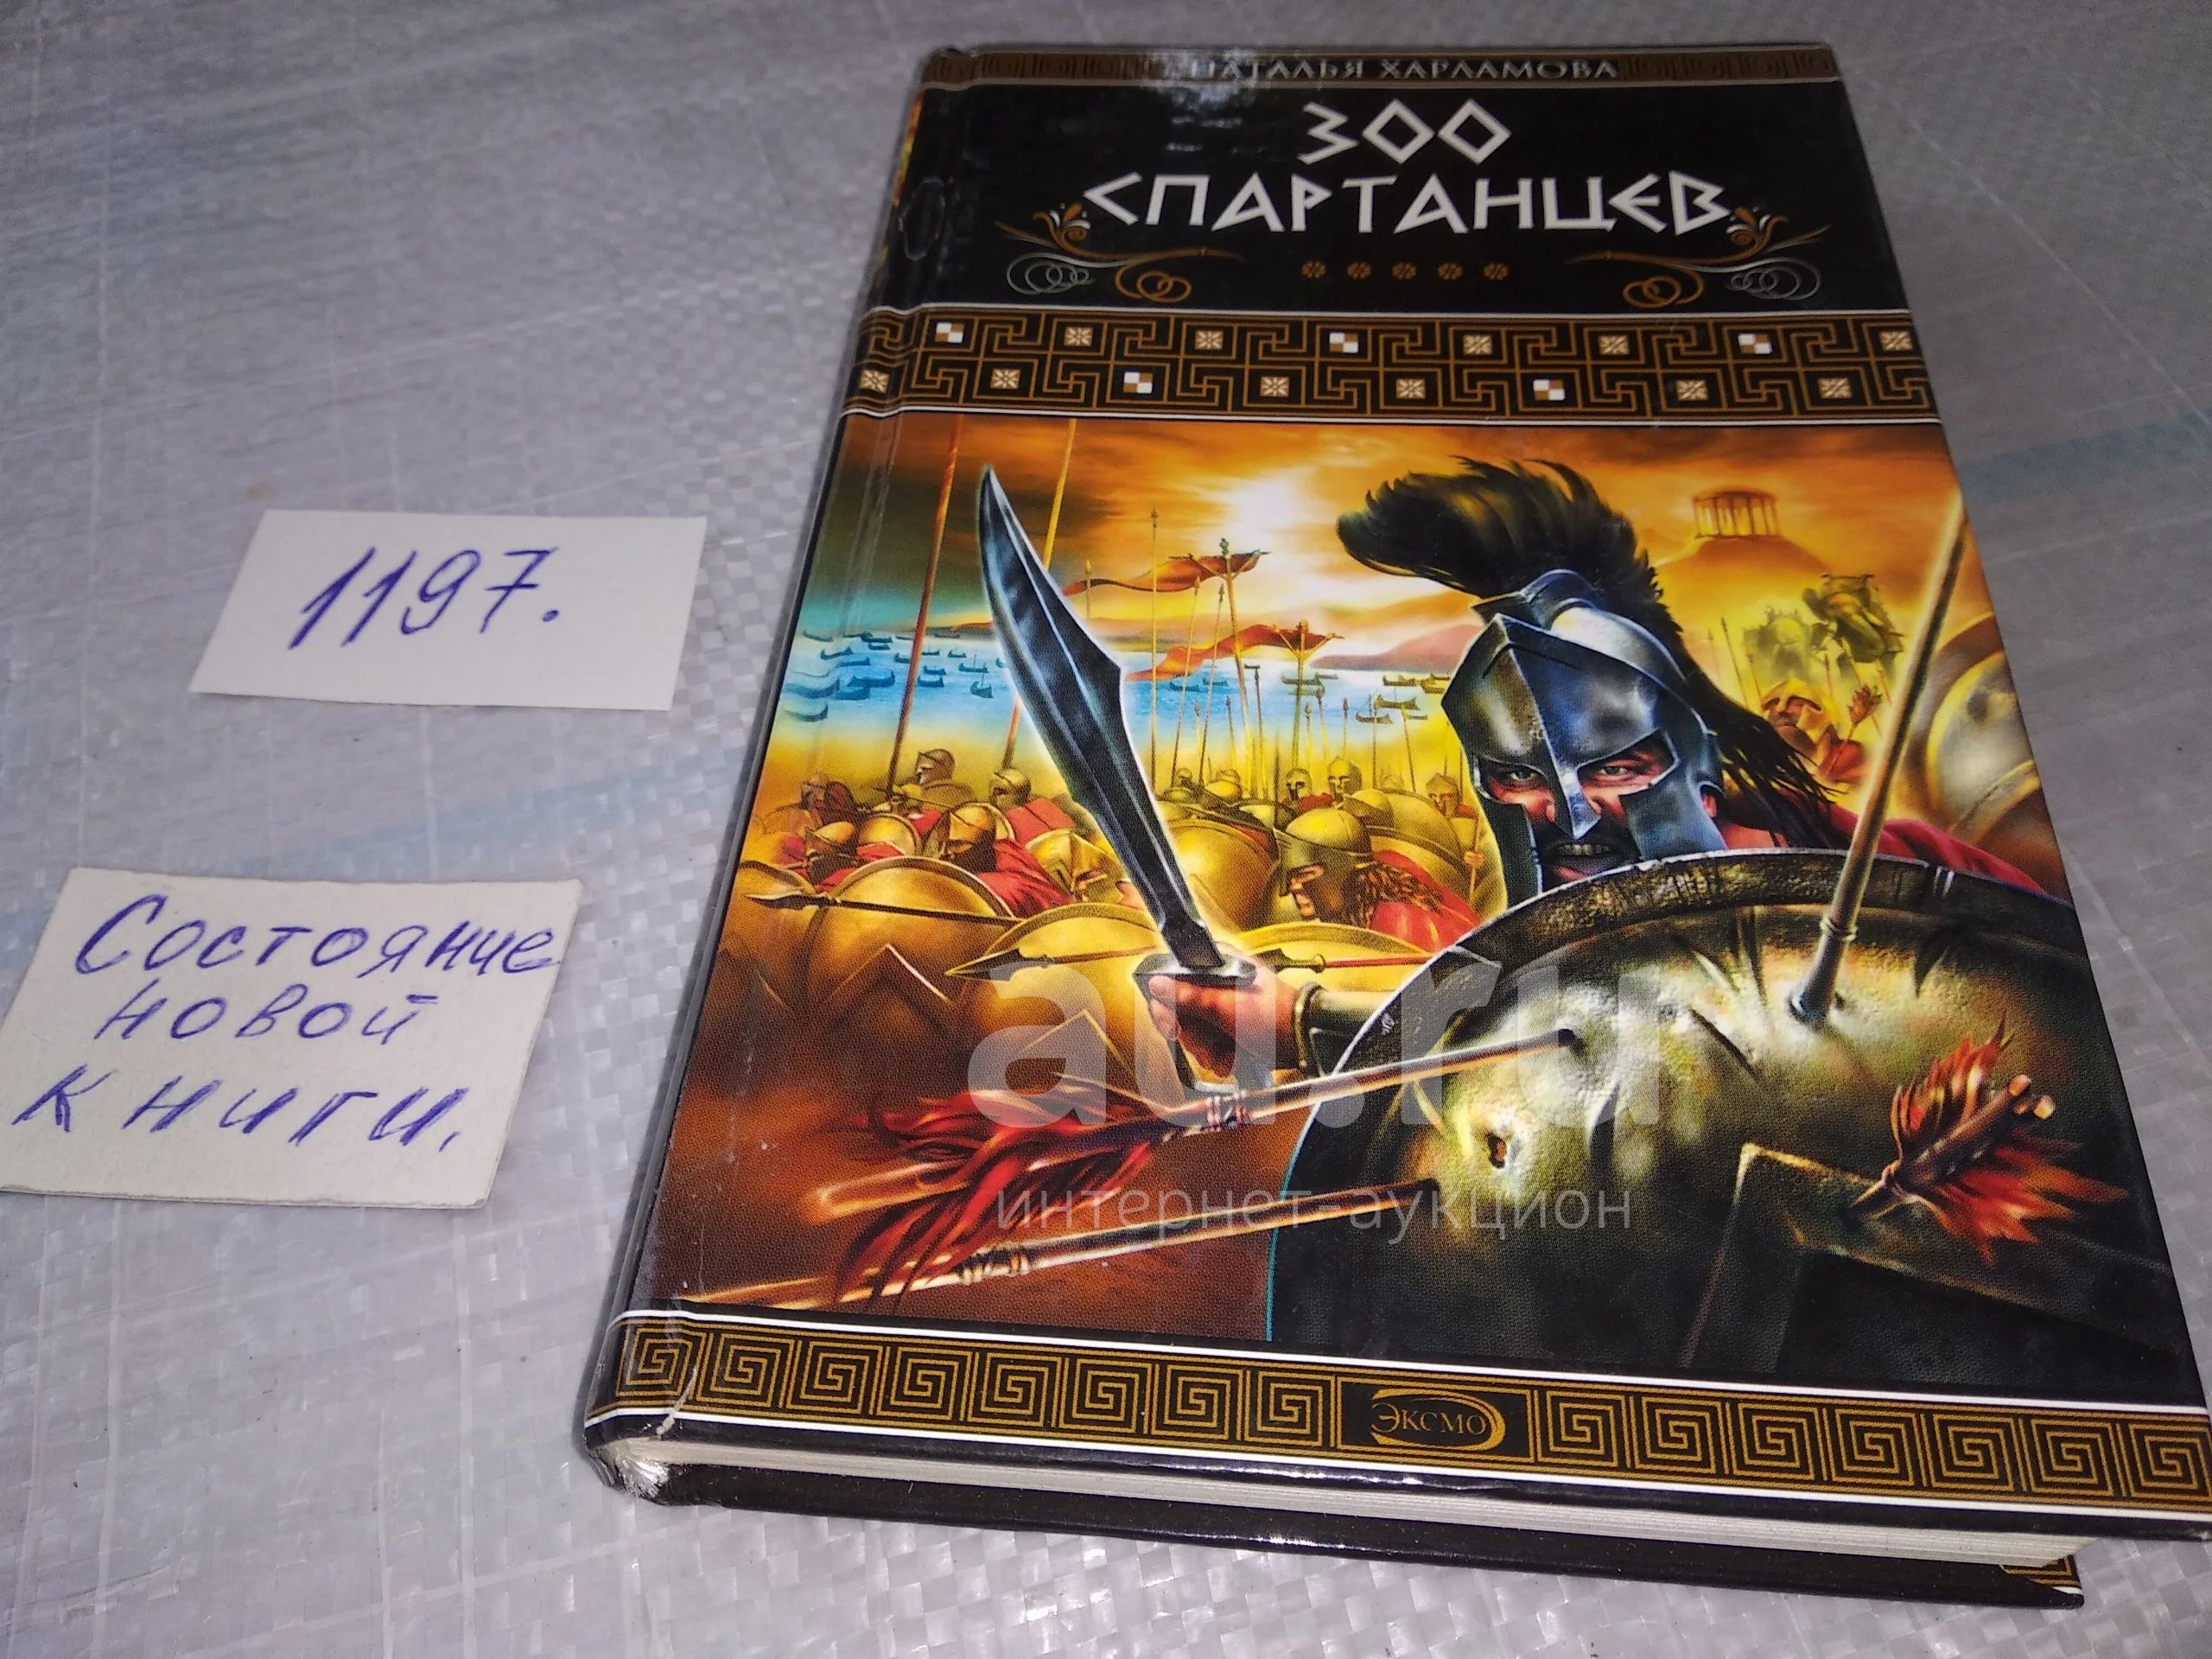 НАТАЛЬЯ ХАРЛАМОВА
300
СПАРТАНЦЕВ
1197.
Состояние
новой
книги.
au.ru
интернет-аукцион
ЭКСМО